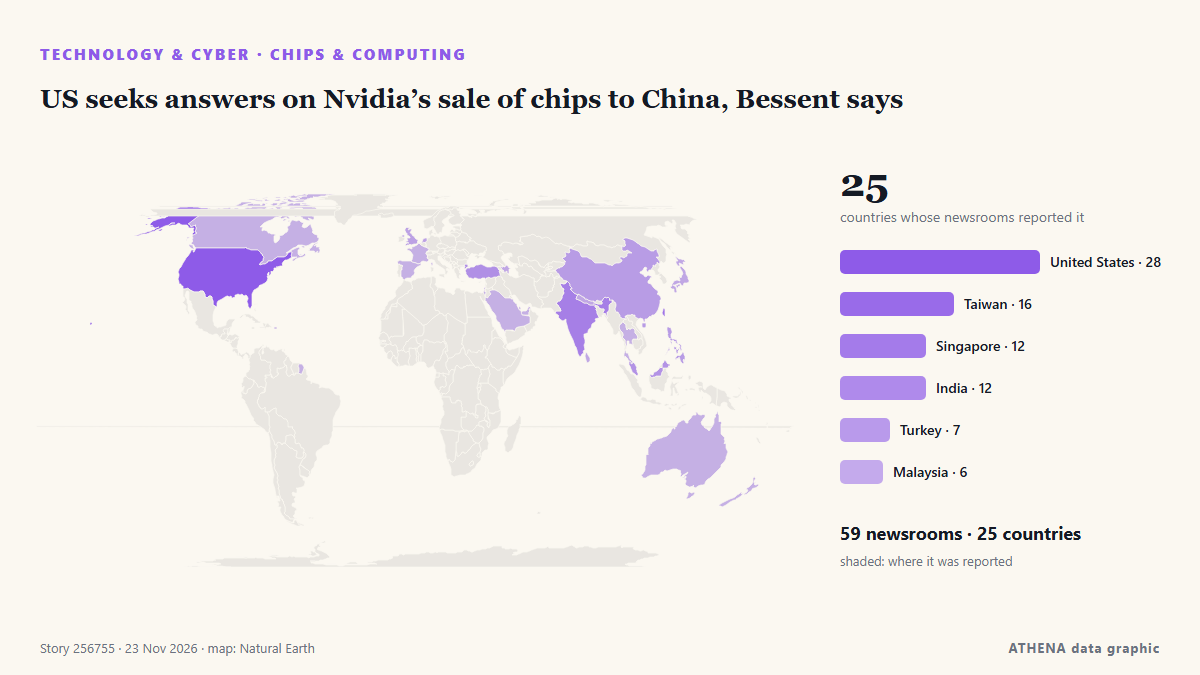 TECHNOLOGY & CYBER · CHIPS & COMPUTING
US seeks answers on Nvidia’s sale of chips to China, Bessent says
25
countries whose newsrooms reported it
United States · 28
Taiwan · 16
Singapore · 12
India · 12
Turkey · 7
Malaysia · 6
59 newsrooms · 25 countries
shaded: where it was reported
Story 256755 · 23 Nov 2026 · map: Natural Earth
ATHENA data graphic